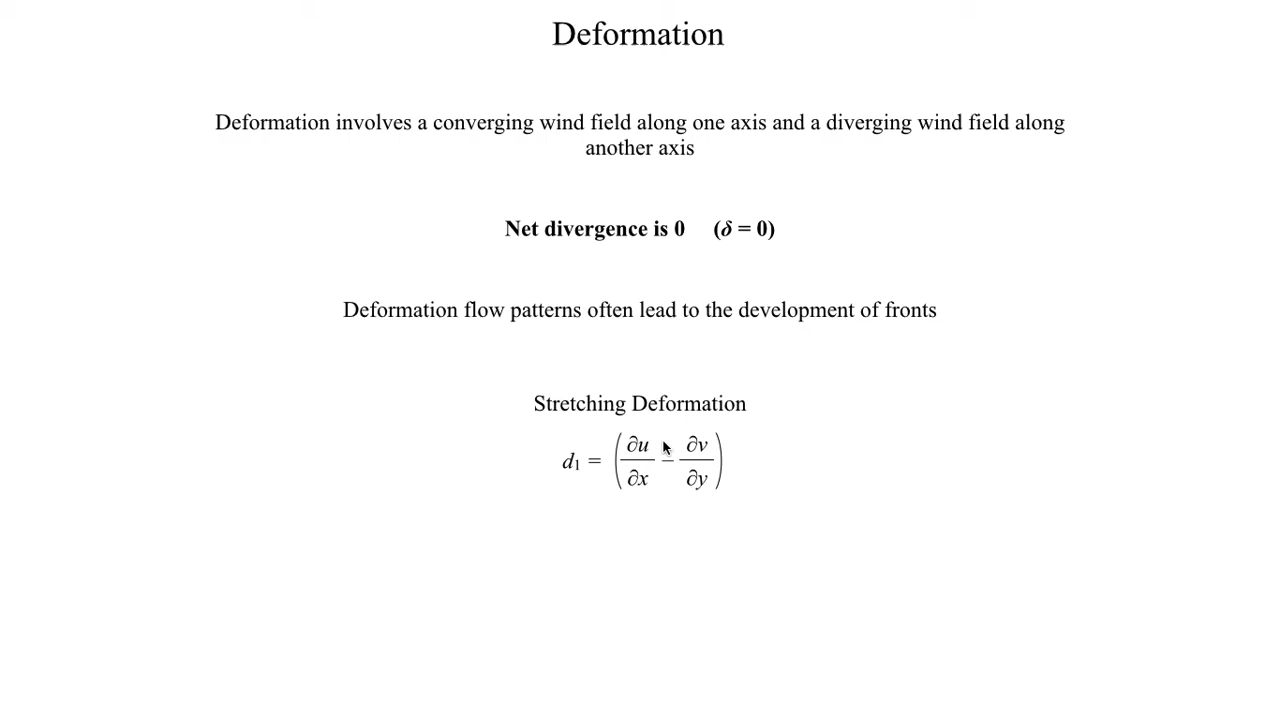 Deformation
Deformation involves a converging wind field along one axis and a diverging wind field along
another axis
Net divergence is 0 (δ = 0)
Deformation flow patterns often lead to the development of fronts
Stretching Deformation
d₁ = (∂u/∂x − ∂v/∂y)